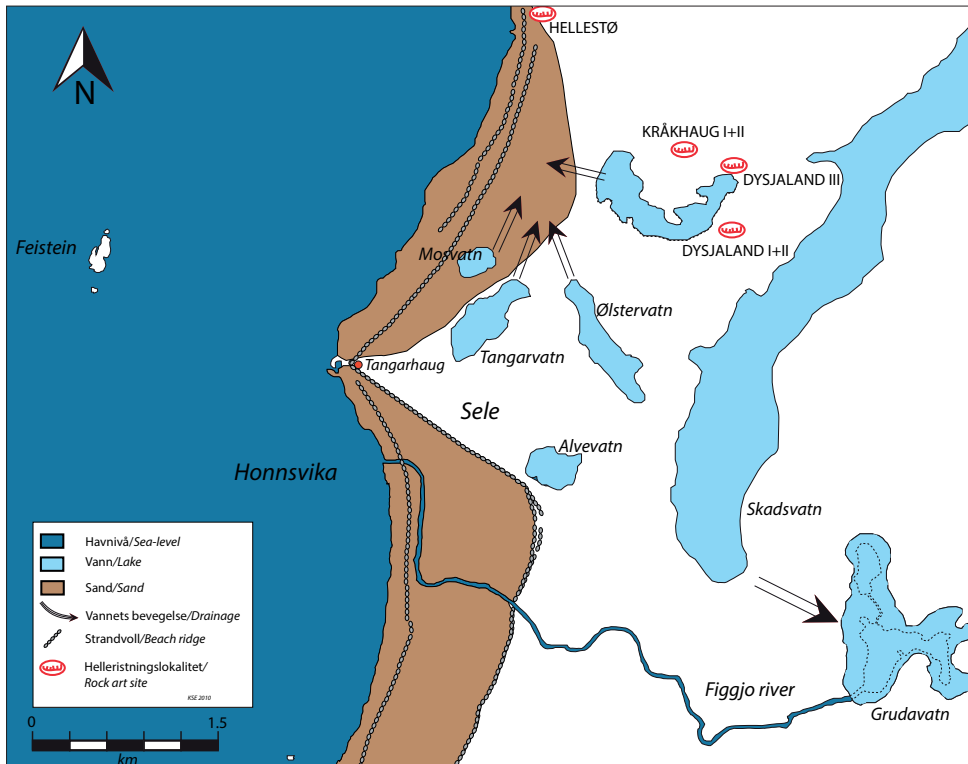 HELLESTØ
N
KRÅKHAUG I+II
DYSJALAND III
DYSJALAND I+II
Feistein
Mosvatn
Ølstervatn
Tangarvatn
Tangarhaug
Sele
Alvevatn
Honnsvika
Skadsvatn
Figgjo river
Grudavatn
Havnivå/Sea-level
Vann/Lake
Sand/Sand
Vannets bevegelse/Drainage
Strandvoll/Beach ridge
Helleristningslokalitet/
Rock art site
KSE 2010
0 1.5
km